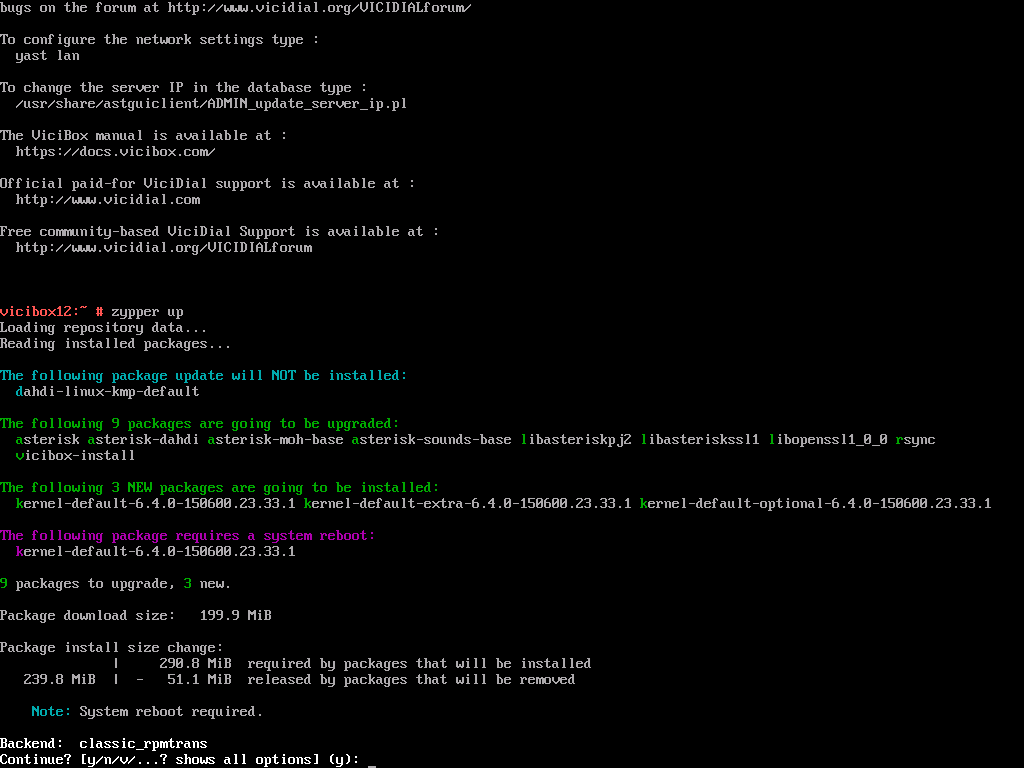 bugs on the forum at http://www.vicidial.org/VICIDIALforum/
To configure the network settings type :
yast lan
To change the server IP in the database type :
/usr/share/astguiclient/ADMIN_update_server_ip.pl
The ViciBox manual is available at :
https://docs.vicibox.com/
Official paid-for ViciDial support is available at :
http://www.vicidial.com
Free community-based ViciDial Support is available at :
http://www.vicidial.org/VICIDIALforum
vicibox12:~ # zypper up
Loading repository data...
Reading installed packages...
The following package update will NOT be installed:
dahdi-linux-kmp-default
The following 9 packages are going to be upgraded:
asterisk asterisk-dahdi asterisk-moh-base asterisk-sounds-base libasteriskpj2 libasteriskssl1 libopenssl1_0_0 rsync
vicibox-install
The following 3 NEW packages are going to be installed:
kernel-default-6.4.0-150600.23.33.1 kernel-default-extra-6.4.0-150600.23.33.1 kernel-default-optional-6.4.0-150600.23.33.1
The following package requires a system reboot:
kernel-default-6.4.0-150600.23.33.1
9 packages to upgrade, 3 new.
Package download size:   199.9 MiB
Package install size change:
|     290.8 MiB  required by packages that will be installed
239.8 MiB  |  -   51.1 MiB  released by packages that will be removed
Note: System reboot required.
Backend:  classic_rpmtrans
Continue? [y/n/v/...? shows all options] (y): _